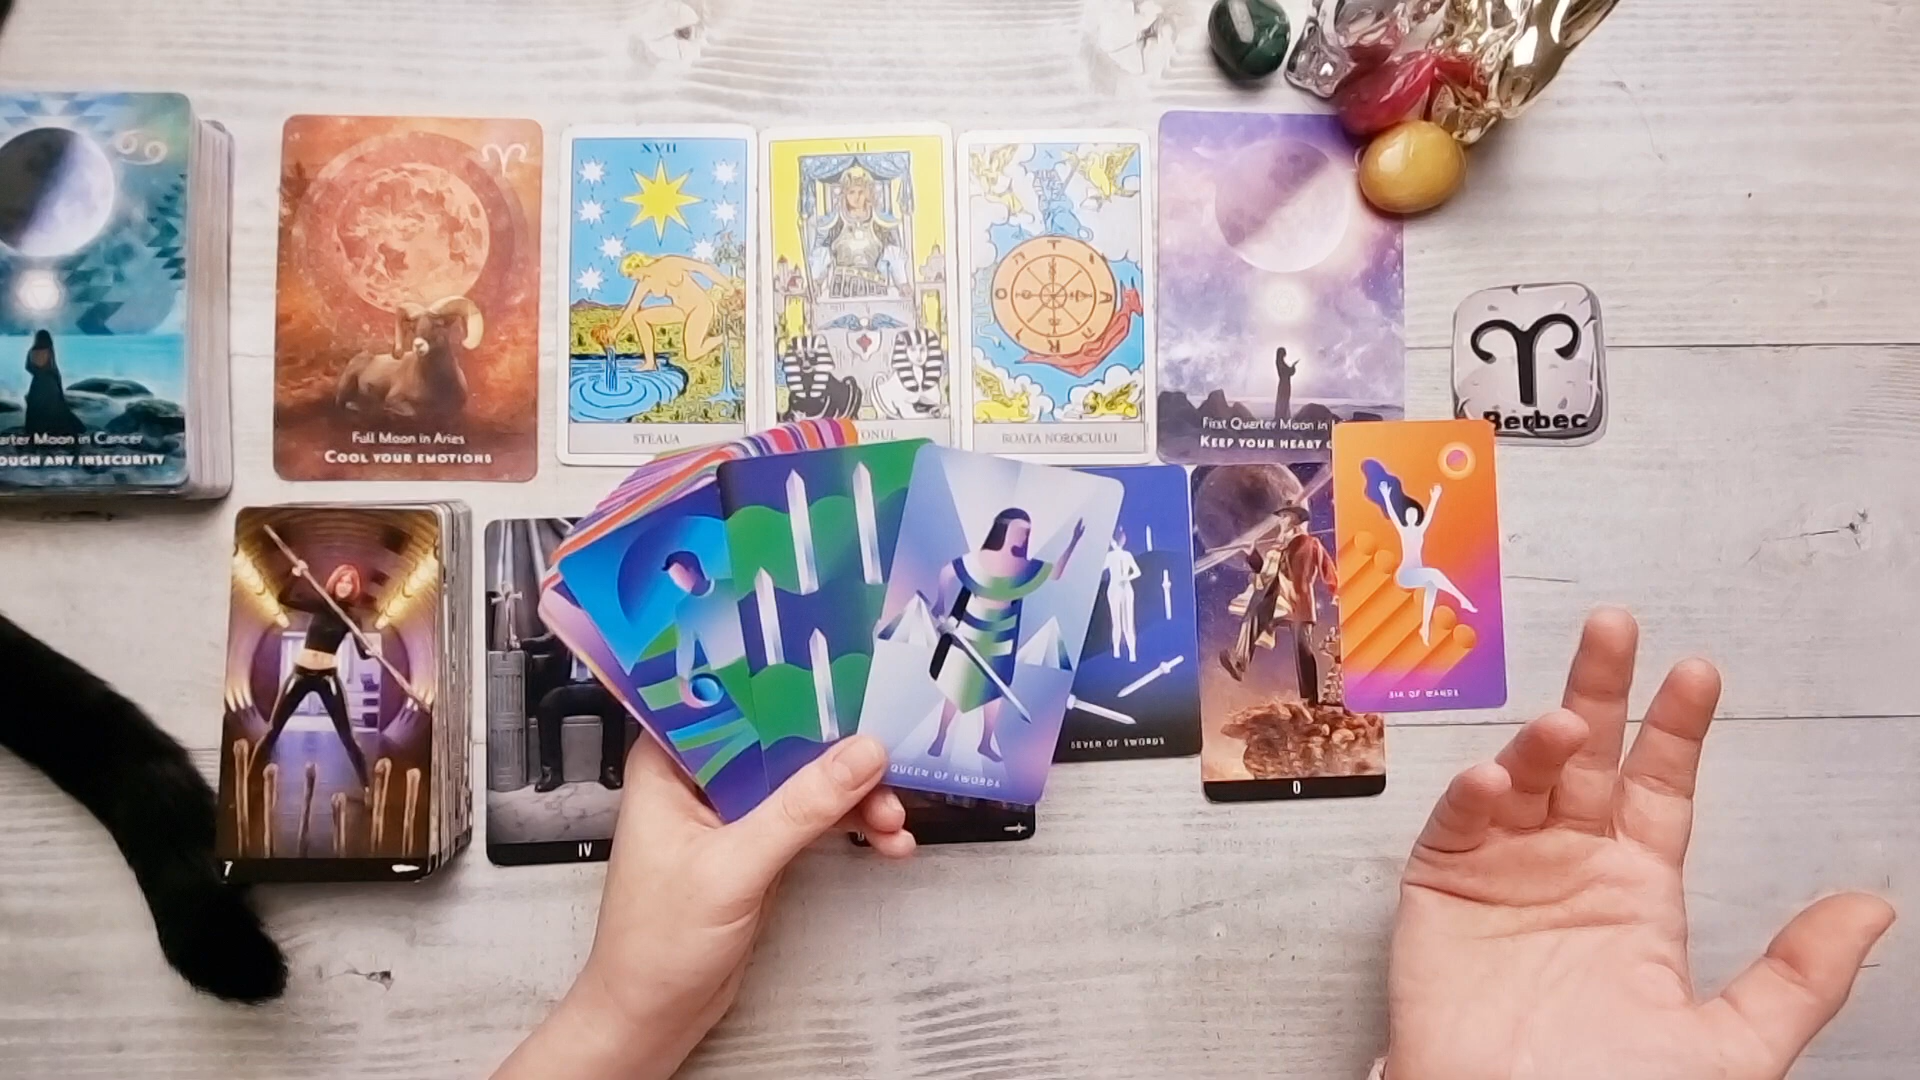 XVII
VII
X
arter Moon in Cancer
OUGH ANY INSECURITY
Full Moon in Aries
COOL YOUR EMOTIONS
STEAUA
ONUL
ROATA NOROCULUI
First Quarter Moon in
KEEP YOUR HEART
Berbec
SIX OF WANDS
SEVEN OF SWORDS
QUEEN OF SWORDS
0
IV
7